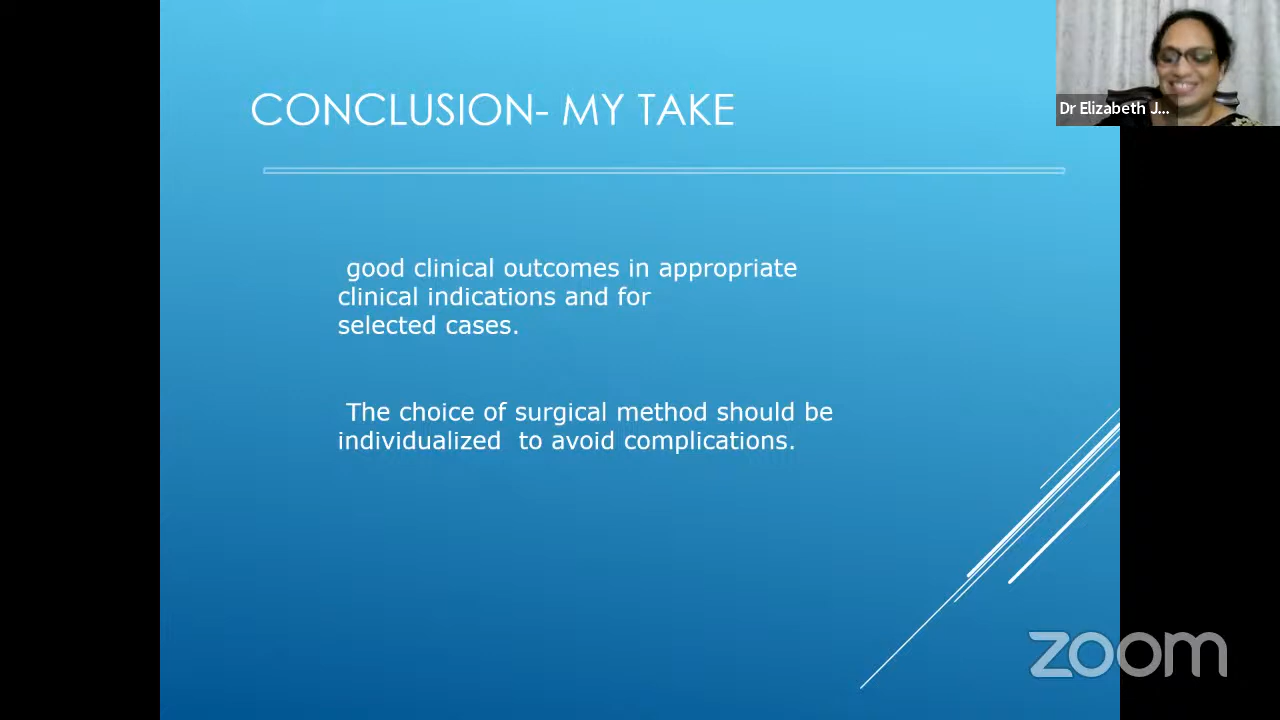 CONCLUSION- MY TAKE
Dr Elizabeth J...
good clinical outcomes in appropriate
clinical indications and for
selected cases.
The choice of surgical method should be
individualized  to avoid complications.
zoom